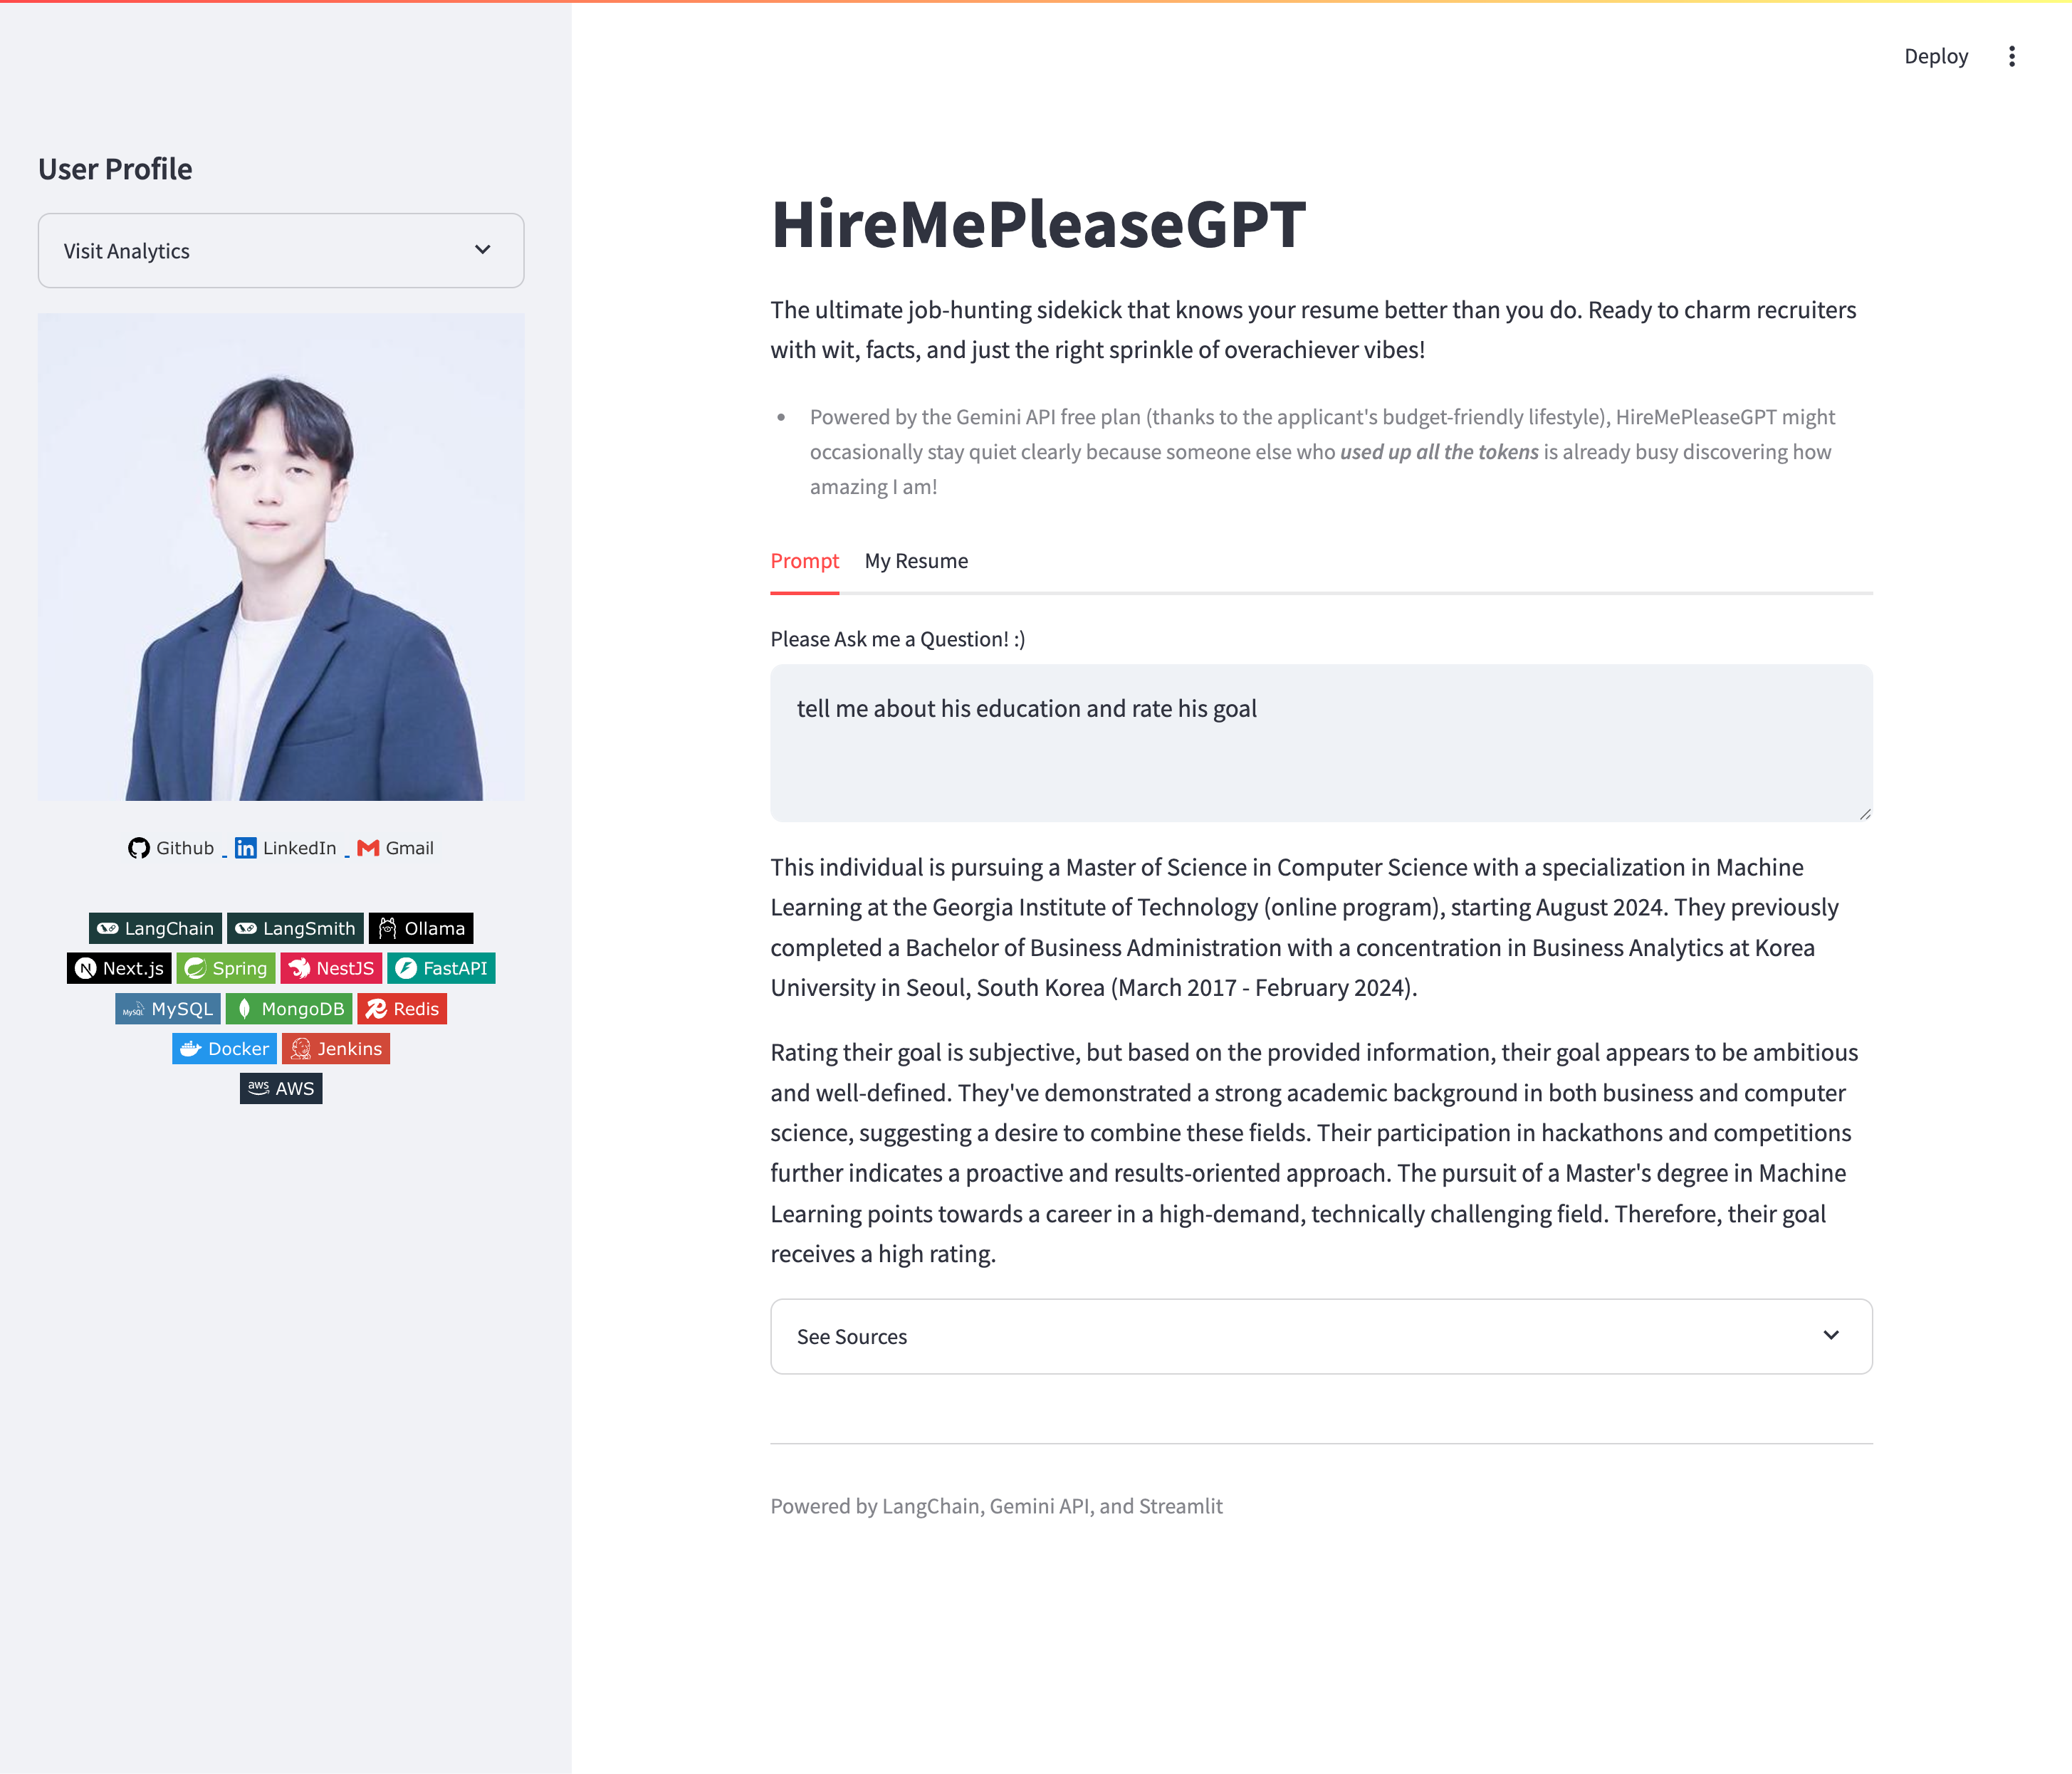 Deploy
User Profile
Visit Analytics
Github
LinkedIn
Gmail
LangChain
LangSmith
Ollama
Next.js
Spring
NestJS
FastAPI
MySQL MySQL
MongoDB
Redis
Docker
Jenkins
aws AWS
HireMePleaseGPT
The ultimate job-hunting sidekick that knows your resume better than you do. Ready to charm recruiters
with wit, facts, and just the right sprinkle of overachiever vibes!
• Powered by the Gemini API free plan (thanks to the applicant's budget-friendly lifestyle), HireMePleaseGPT might
occasionally stay quiet clearly because someone else who used up all the tokens is already busy discovering how
amazing I am!
Prompt My Resume
Please Ask me a Question! :)
tell me about his education and rate his goal
This individual is pursuing a Master of Science in Computer Science with a specialization in Machine
Learning at the Georgia Institute of Technology (online program), starting August 2024. They previously
completed a Bachelor of Business Administration with a concentration in Business Analytics at Korea
University in Seoul, South Korea (March 2017 - February 2024).
Rating their goal is subjective, but based on the provided information, their goal appears to be ambitious
and well-defined. They've demonstrated a strong academic background in both business and computer
science, suggesting a desire to combine these fields. Their participation in hackathons and competitions
further indicates a proactive and results-oriented approach. The pursuit of a Master's degree in Machine
Learning points towards a career in a high-demand, technically challenging field. Therefore, their goal
receives a high rating.
See Sources
Powered by LangChain, Gemini API, and Streamlit